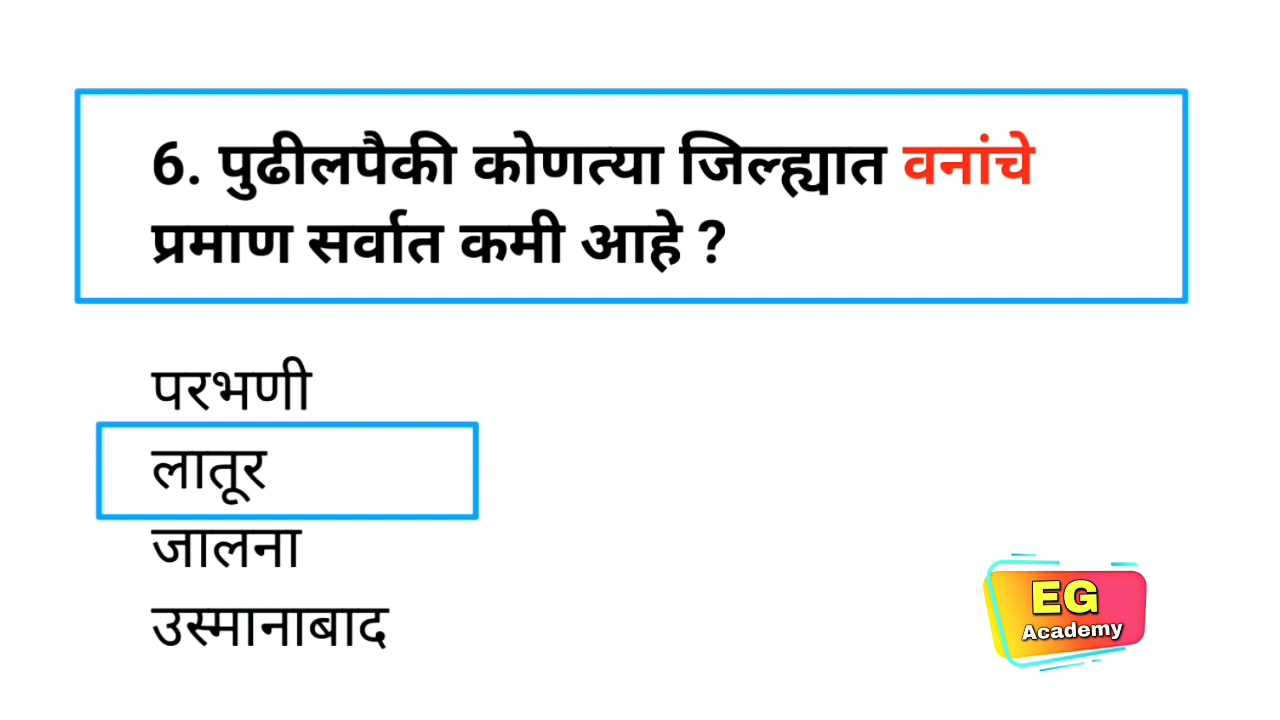 6. पुढीलपैकी कोणत्या जिल्ह्यात वनांचे
प्रमाण सर्वात कमी आहे ?
परभणी
लातूर
जालना
उस्मानाबाद
EG
Academy